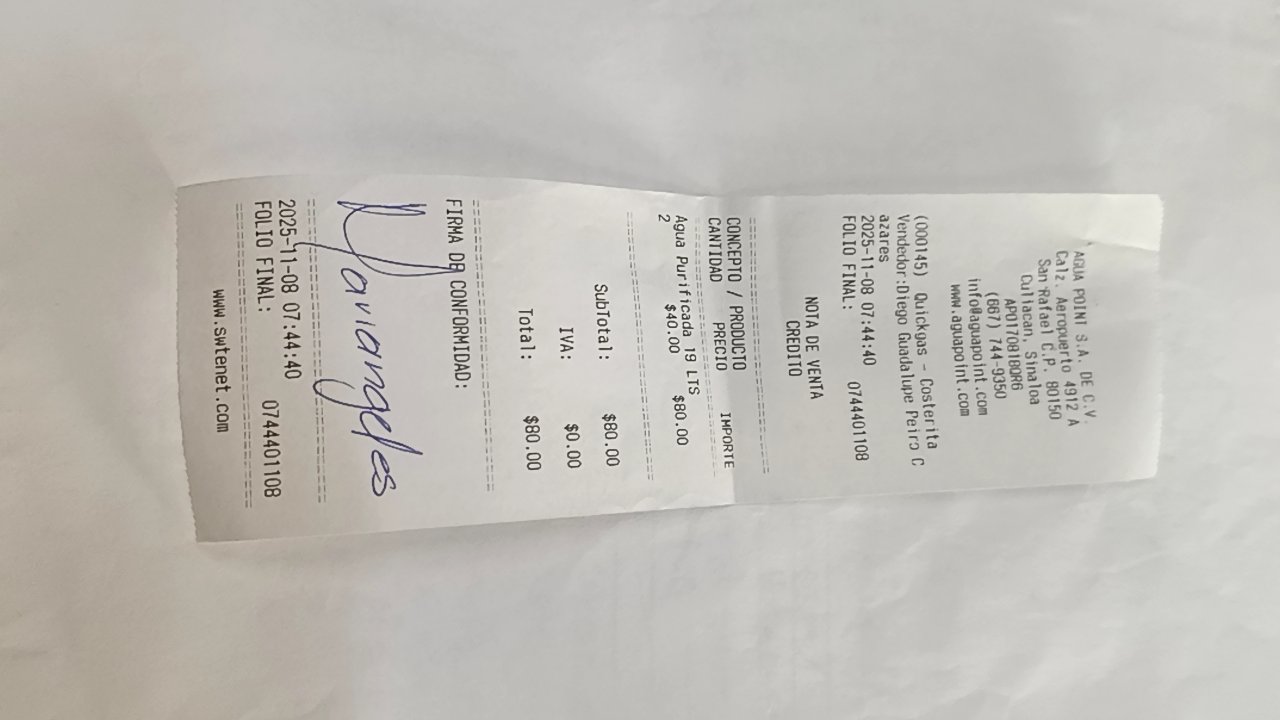 AGUA POINT S.A. DE C.V.
Calz. Aeropuerto 4912 A
San Rafael C.P. 80150
Culiacan, Sinaloa
APO170818QR6
(667) 744-9350
info@aguapoint.com
www.aguapoint.com
(000145) Quickgas - Costerita
Vendedor:Diego Guadalupe Peiro C
azares
2025-11-08 07:44:40
FOLIO FINAL: 0744401108
NOTA DE VENTA
CREDITO
CONCEPTO / PRODUCTO
CANTIDAD PRECIO IMPORTE
Agua Purificada 19 LTS
2 $40.00 $80.00
SubTotal: $80.00
IVA: $0.00
Total: $80.00
FIRMA DE CONFORMIDAD:
Mariangeles
2025-11-08 07:44:40
FOLIO FINAL: 0744401108
www.swtenet.com